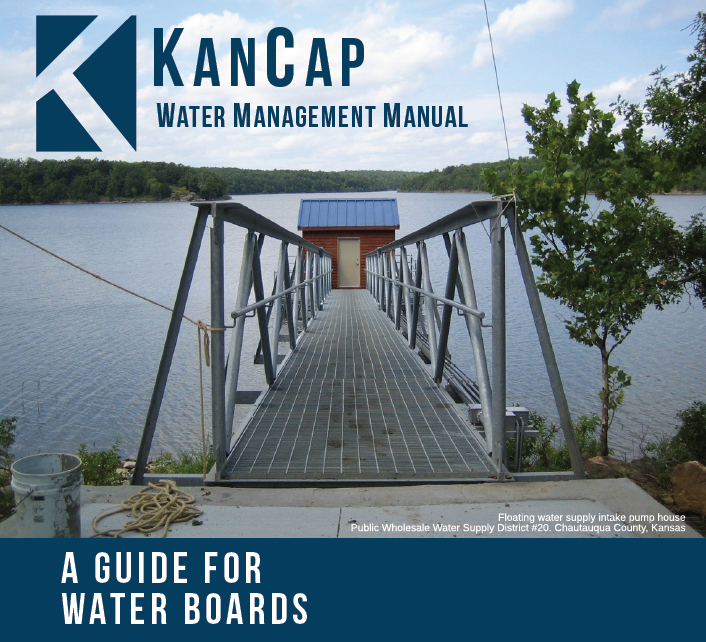 KANCAP
WATER MANAGEMENT MANUAL
Floating water supply intake pump house
Public Wholesale Water Supply District #20. Chautauqua County, Kansas
A GUIDE FOR
WATER BOARDS